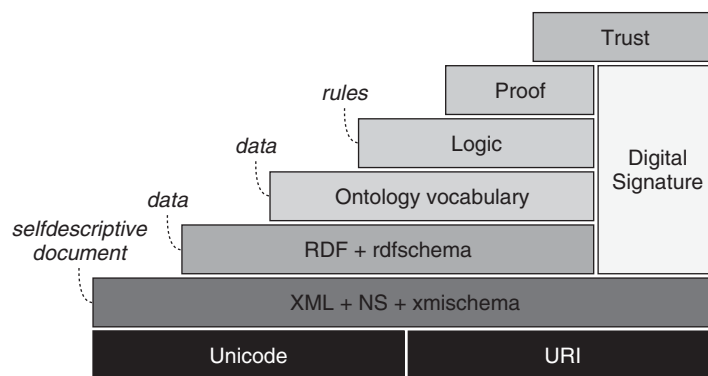 Trust
Proof
rules
Logic
Digital
Signature
data
Ontology vocabulary
data
RDF + rdfschema
selfdescriptive
document
XML + NS + xmischema
Unicode
URI